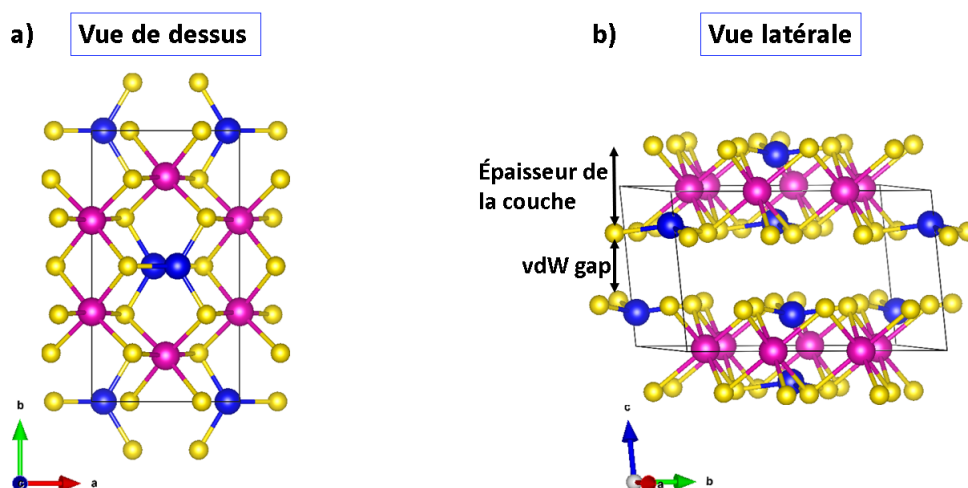 a)
Vue de dessus
b)
Vue latérale
Épaisseur de
la couche
vdW gap
b
a
c
a
b